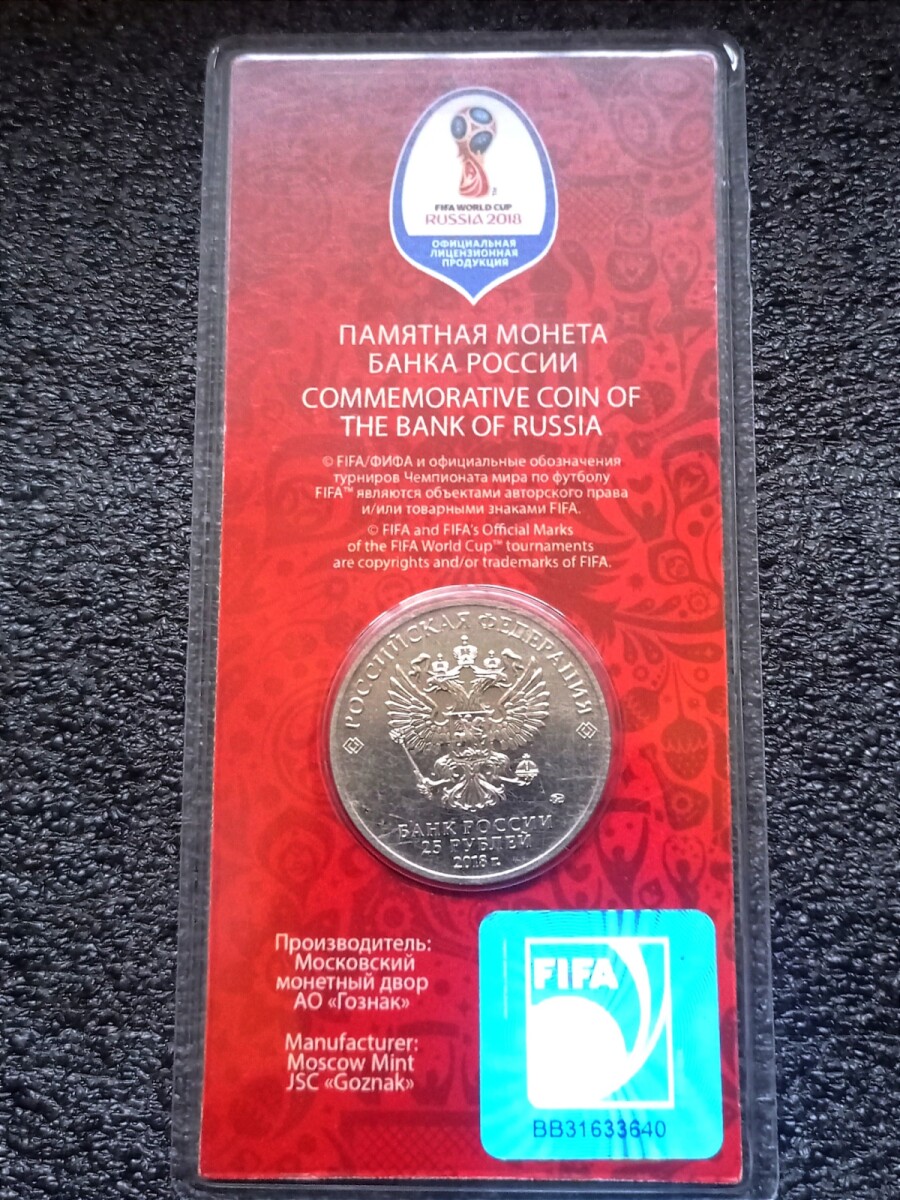 FIFA WORLD CUP
RUSSIA 2018
ОФИЦИАЛЬНАЯ
ЛИЦЕНЗИОННАЯ
ПРОДУКЦИЯ
ПАМЯТНАЯ МОНЕТА
БАНКА РОССИИ
COMMEMORATIVE COIN OF
THE BANK OF RUSSIA
© FIFA/ФИФА и официальные обозначения
турниров Чемпионата мира по футболу
FIFA™ являются объектами авторского права
и/или товарными знаками FIFA.
© FIFA and FIFA's Official Marks
of the FIFA World Cup™ tournaments
are copyrights and/or trademarks of FIFA.
РОССИЙСКАЯ ФЕДЕРАЦИЯ
БАНК РОССИИ
25 РУБЛЕЙ
2018 г.
Производитель:
Московский
монетный двор
АО «Гознак»
Manufacturer:
Moscow Mint
JSC «Goznak»
FIFA
BB31633640